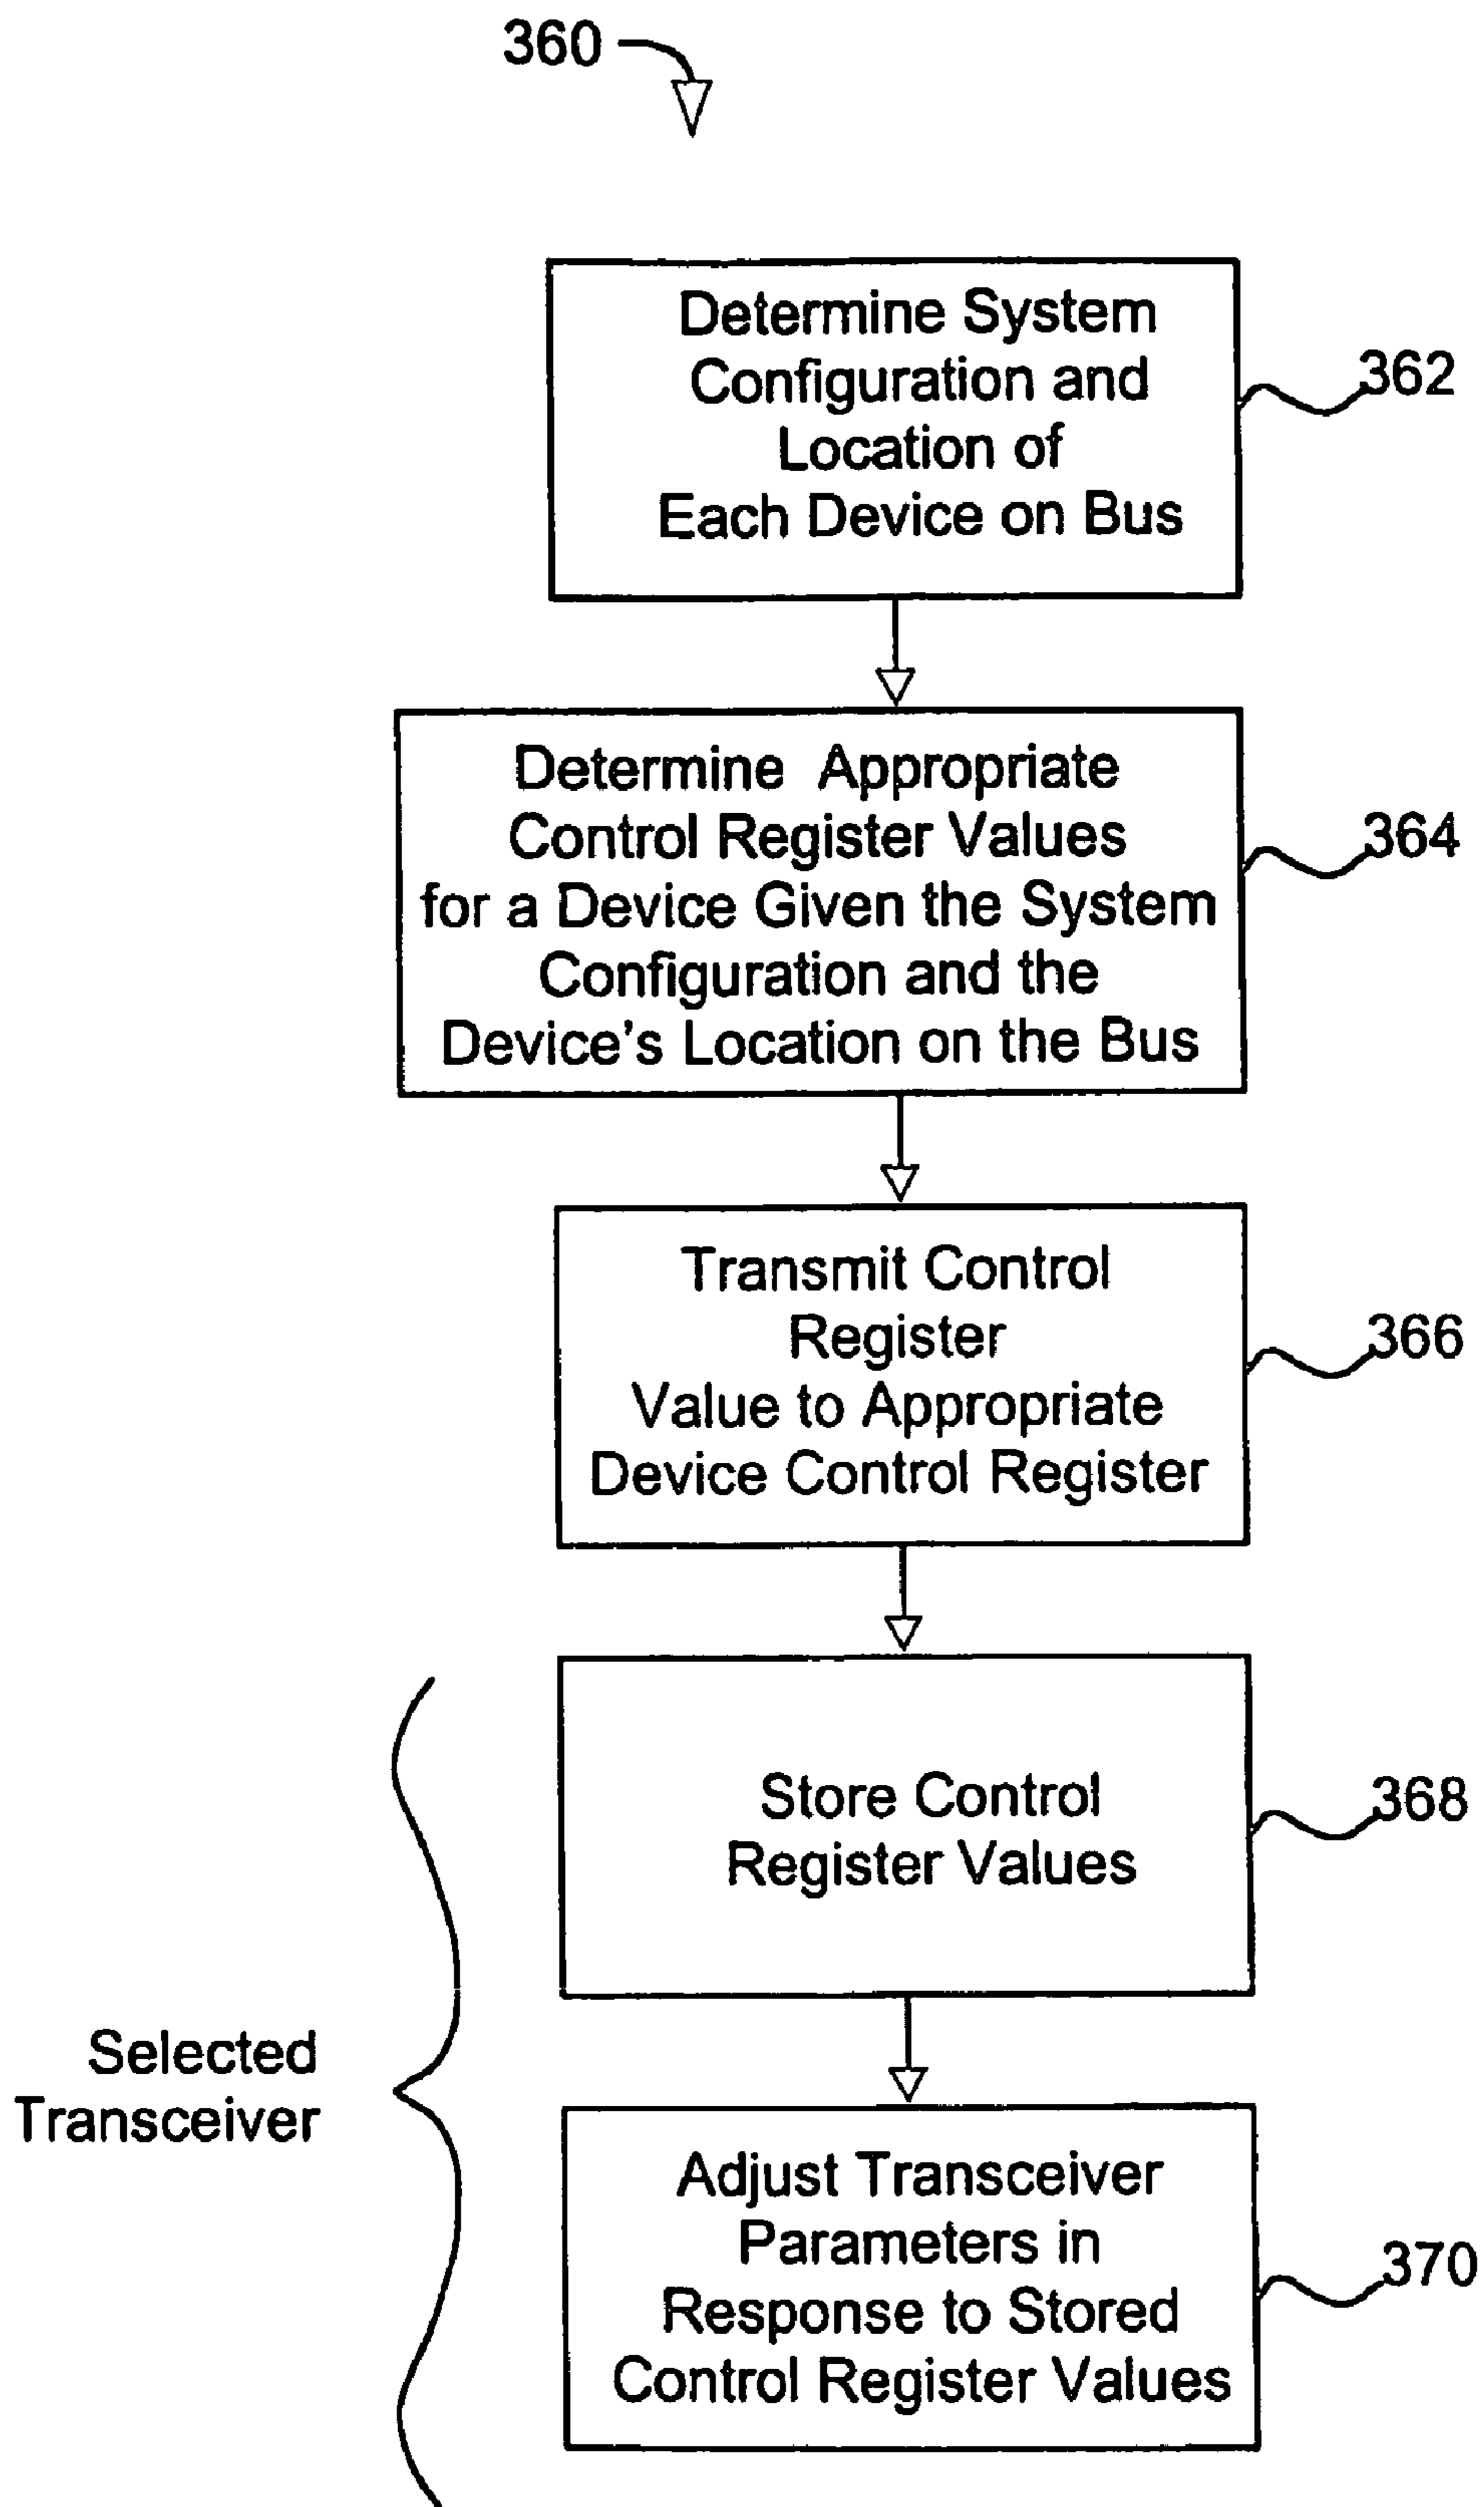 360
Determine System
Configuration and
Location of
Each Device on Bus
362
Determine Appropriate
Control Register Values
for a Device Given the System
Configuration and the
Device's Location on the Bus
364
Transmit Control
Register
Value to Appropriate
Device Control Register
366
Store Control
Register Values
368
Selected
Transceiver
Adjust Transceiver
Parameters in
Response to Stored
Control Register Values
370